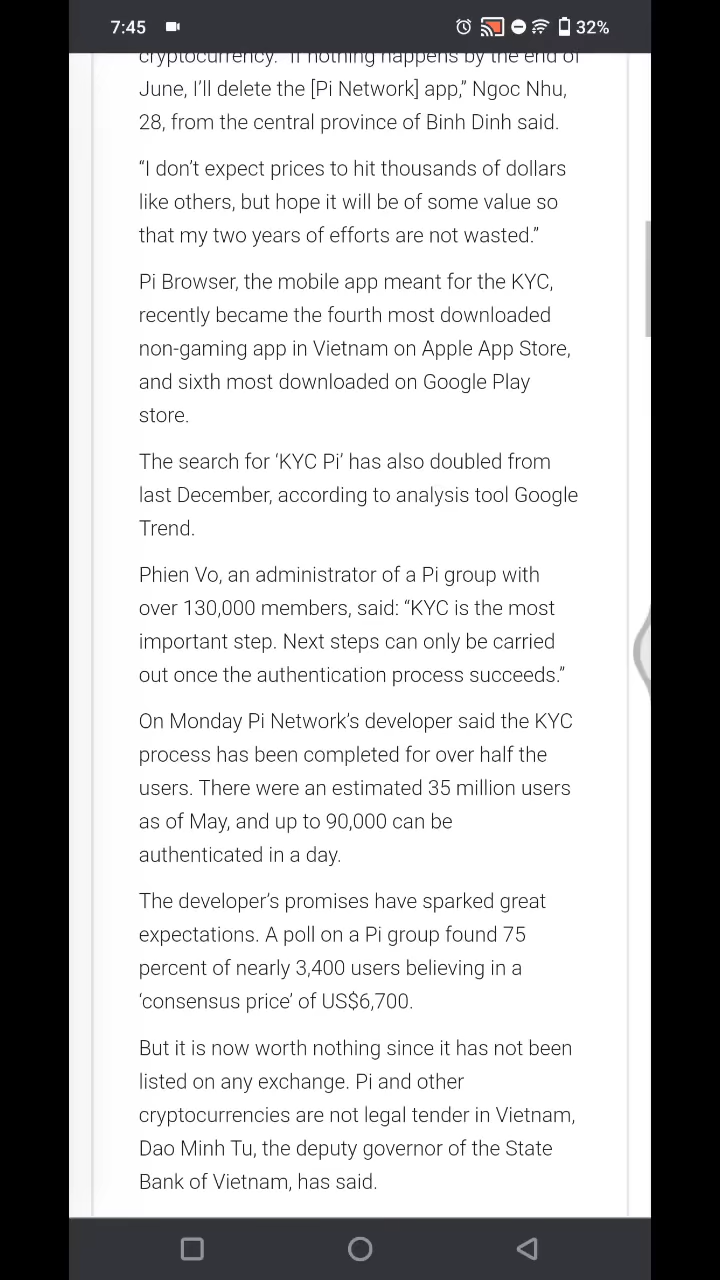 7:45
32%
cryptocurrency. “If nothing happens by the end of
June, I’ll delete the [Pi Network] app,” Ngoc Nhu,
28, from the central province of Binh Dinh said.
“I don’t expect prices to hit thousands of dollars
like others, but hope it will be of some value so
that my two years of efforts are not wasted.”
Pi Browser, the mobile app meant for the KYC,
recently became the fourth most downloaded
non-gaming app in Vietnam on Apple App Store,
and sixth most downloaded on Google Play
store.
The search for ‘KYC Pi’ has also doubled from
last December, according to analysis tool Google
Trend.
Phien Vo, an administrator of a Pi group with
over 130,000 members, said: “KYC is the most
important step. Next steps can only be carried
out once the authentication process succeeds.”
On Monday Pi Network’s developer said the KYC
process has been completed for over half the
users. There were an estimated 35 million users
as of May, and up to 90,000 can be
authenticated in a day.
The developer’s promises have sparked great
expectations. A poll on a Pi group found 75
percent of nearly 3,400 users believing in a
‘consensus price’ of US$6,700.
But it is now worth nothing since it has not been
listed on any exchange. Pi and other
cryptocurrencies are not legal tender in Vietnam,
Dao Minh Tu, the deputy governor of the State
Bank of Vietnam, has said.